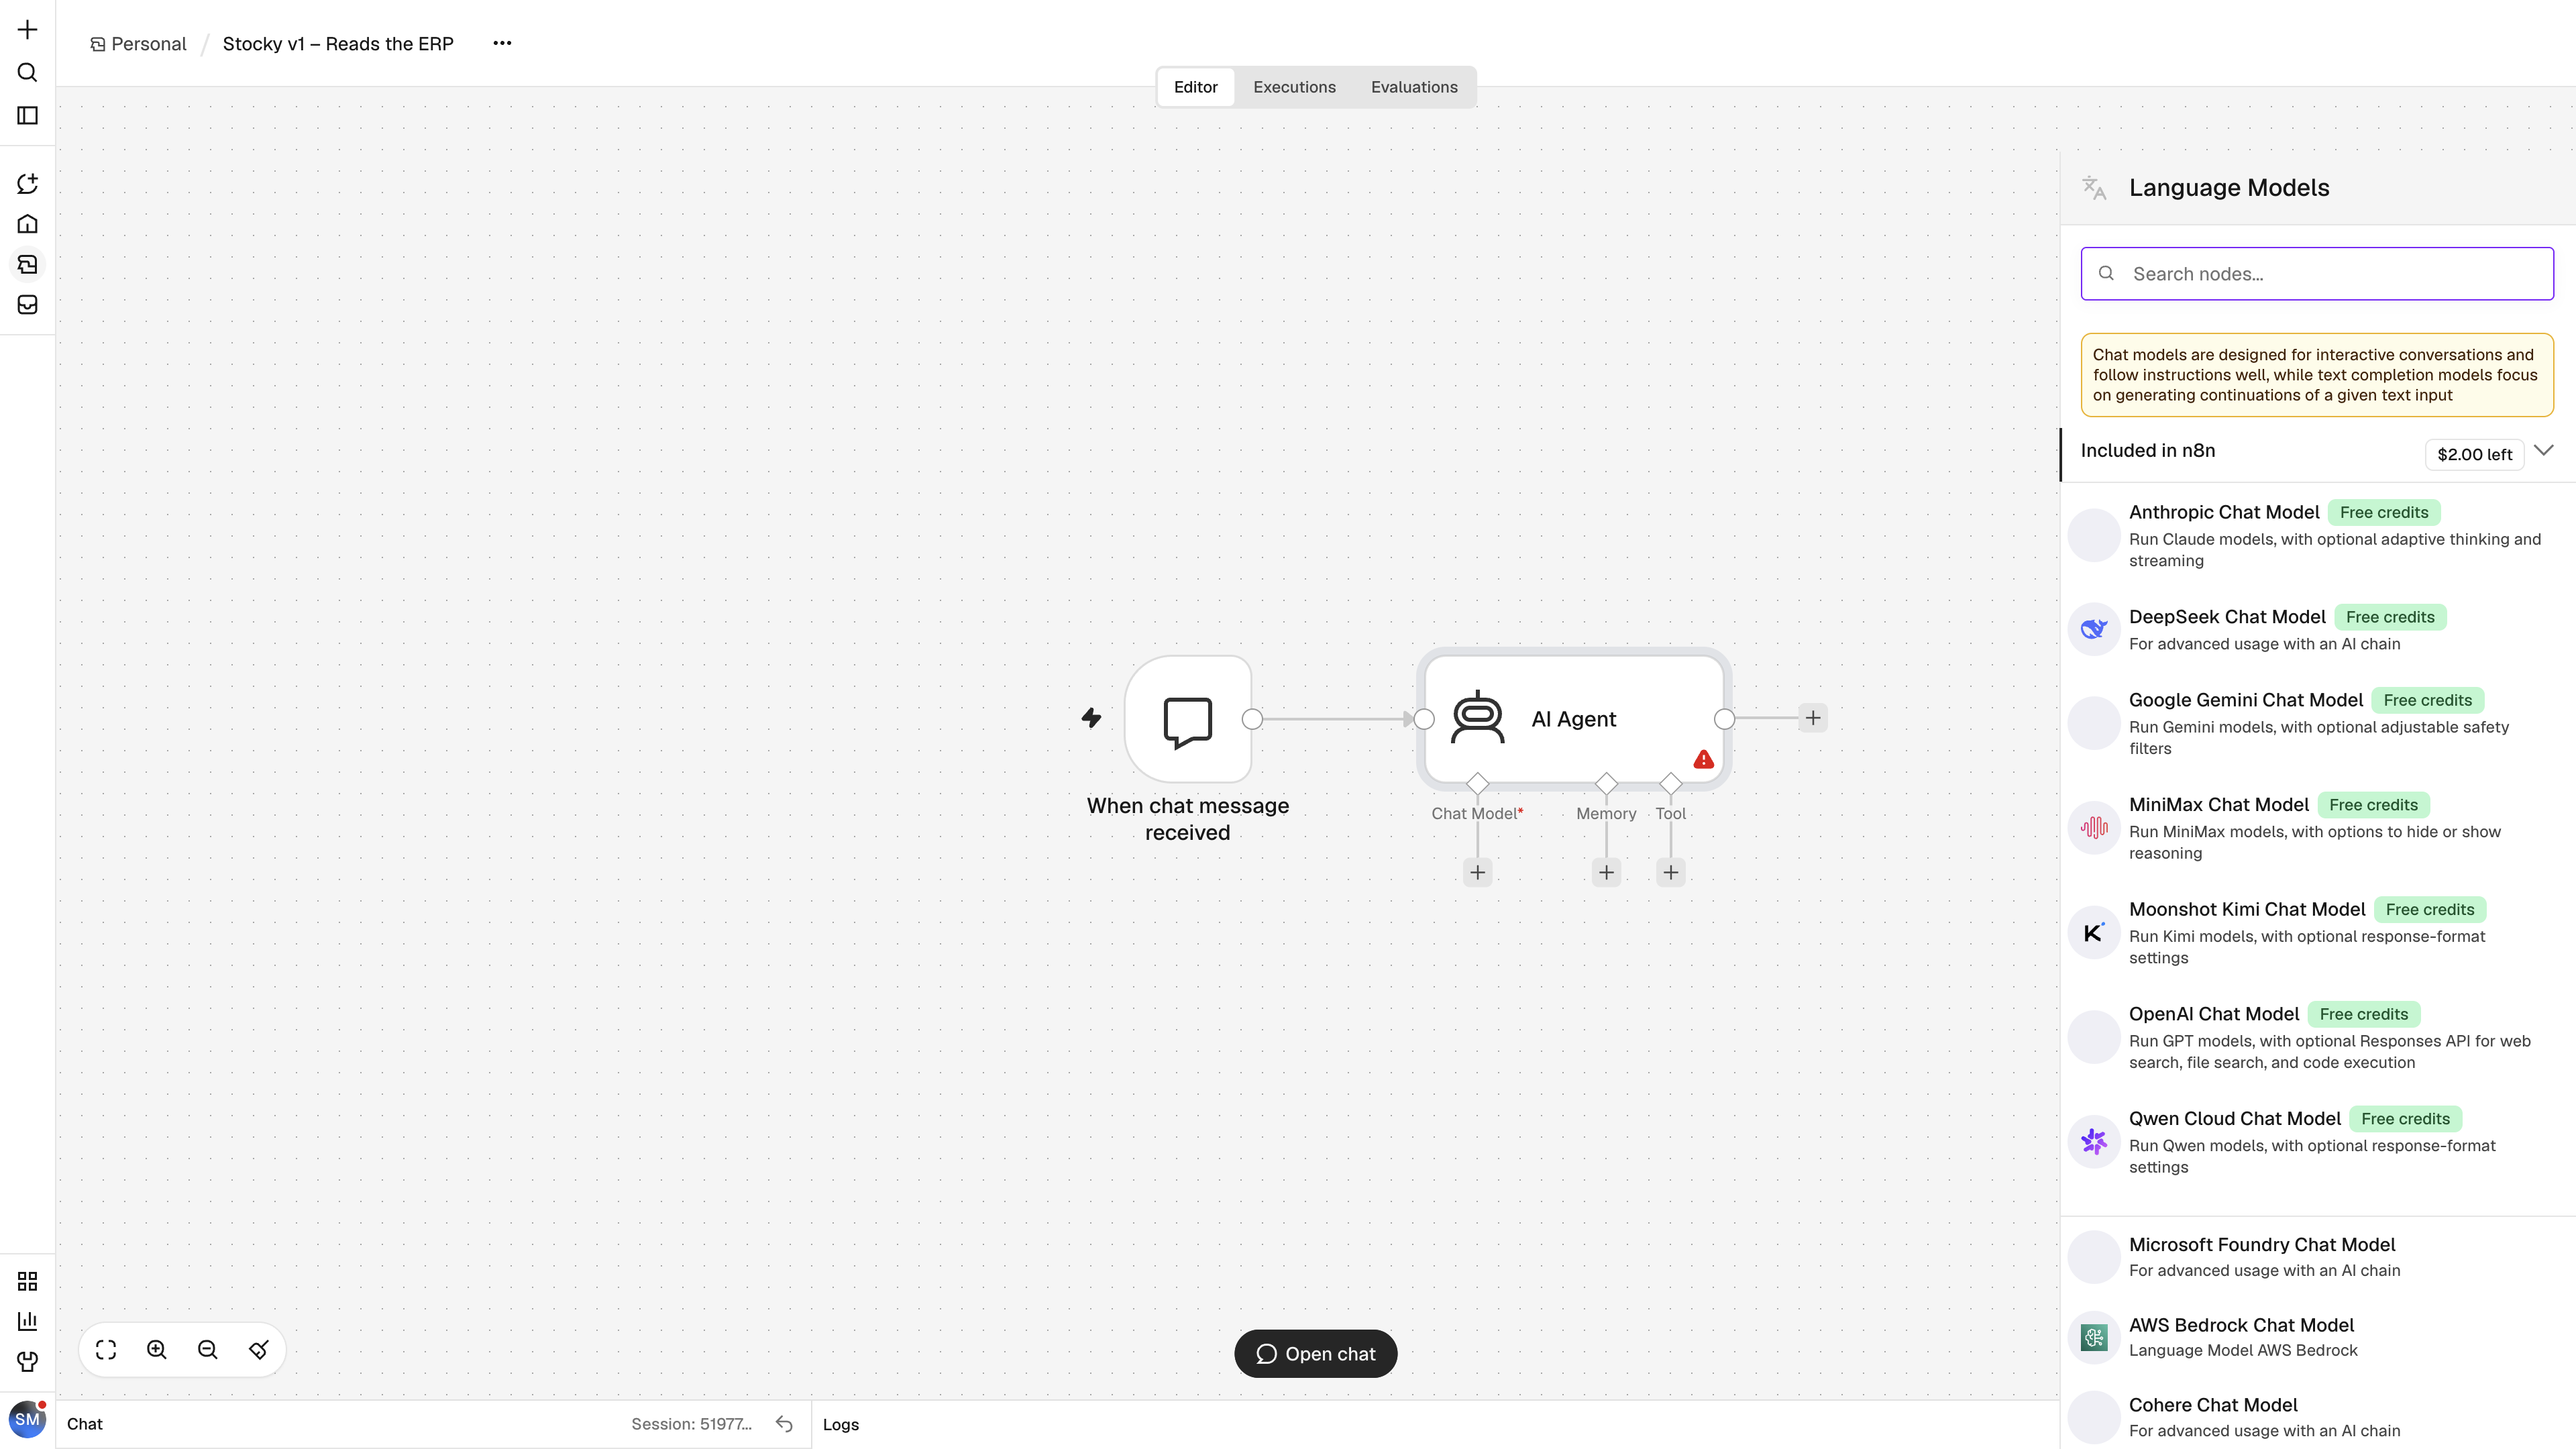 Personal / Stocky v1 – Reads the ERP
Editor Executions Evaluations
Language Models
Search nodes...
Chat models are designed for interactive conversations and
follow instructions well, while text completion models focus
on generating continuations of a given text input
Included in n8n $2.00 left
Anthropic Chat Model Free credits
Run Claude models, with optional adaptive thinking and
streaming
DeepSeek Chat Model Free credits
For advanced usage with an AI chain
Google Gemini Chat Model Free credits
Run Gemini models, with optional adjustable safety
filters
MiniMax Chat Model Free credits
Run MiniMax models, with options to hide or show
reasoning
Moonshot Kimi Chat Model Free credits
Run Kimi models, with optional response-format
settings
OpenAI Chat Model Free credits
Run GPT models, with optional Responses API for web
search, file search, and code execution
Qwen Cloud Chat Model Free credits
Run Qwen models, with optional response-format
settings
Microsoft Foundry Chat Model
For advanced usage with an AI chain
AWS Bedrock Chat Model
Language Model AWS Bedrock
Cohere Chat Model
For advanced usage with an AI chain
When chat message
received
AI Agent
Chat Model* Memory Tool
Open chat
SM
Chat Session: 51977... Logs